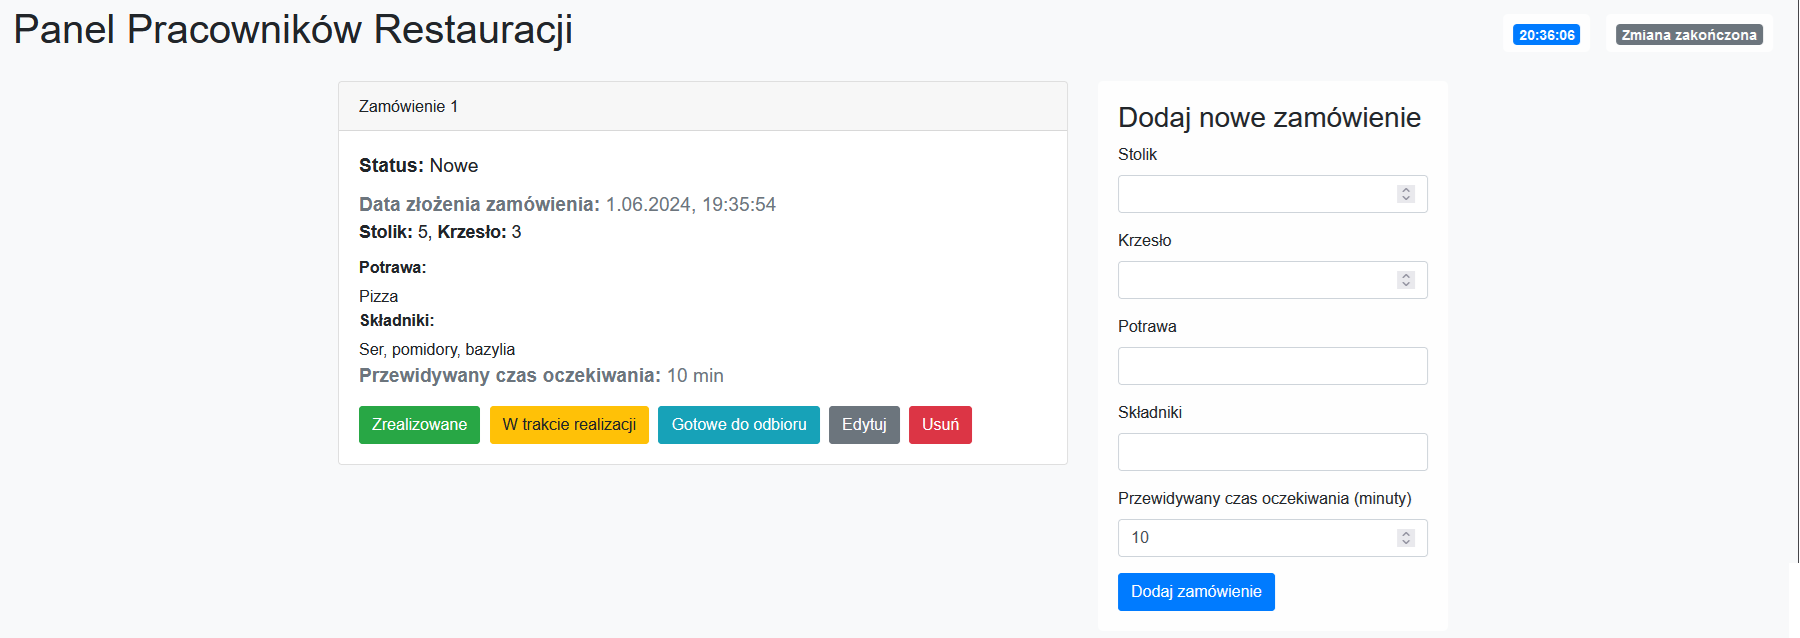 Panel Pracowników Restauracji
20:36:06
Zmiana zakończona
Zamówienie 1
Status: Nowe
Data złożenia zamówienia: 1.06.2024, 19:35:54
Stolik: 5, Krzesło: 3
Potrawa:
Pizza
Składniki:
Ser, pomidory, bazylia
Przewidywany czas oczekiwania: 10 min
Zrealizowane
W trakcie realizacji
Gotowe do odbioru
Edytuj
Usuń
Dodaj nowe zamówienie
Stolik
Krzesło
Potrawa
Składniki
Przewidywany czas oczekiwania (minuty)
10
Dodaj zamówienie